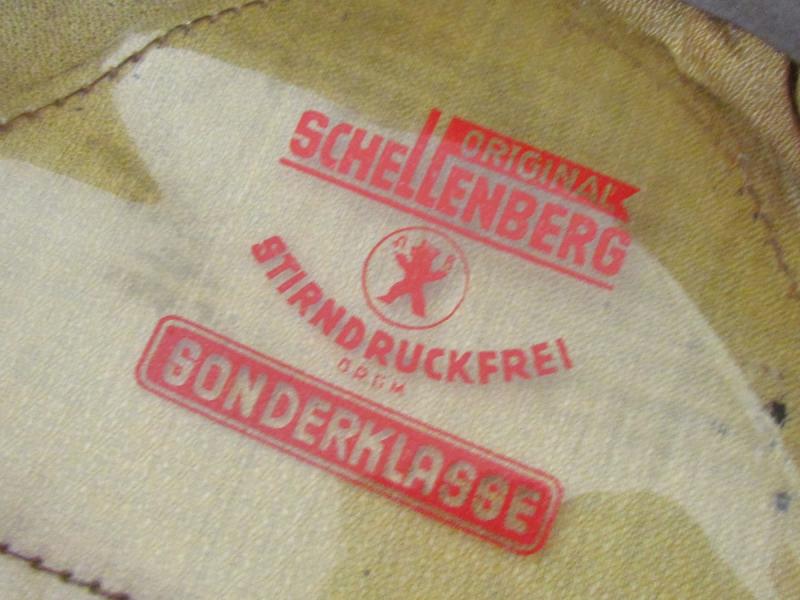 ORIGINAL
SCHELLENBERG
STIRNDRUCKFREI
D.R.G.M.
SONDERKLASSE